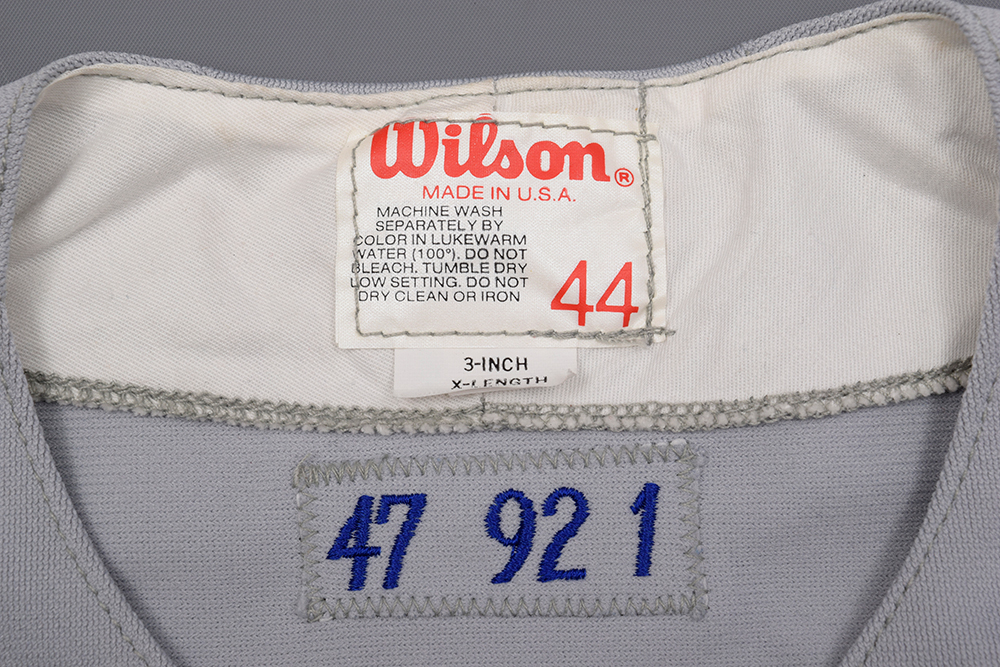 Wilson®
MADE IN U.S.A.
MACHINE WASH
SEPARATELY BY
COLOR IN LUKEWARM
WATER (100°). DO NOT
BLEACH. TUMBLE DRY
LOW SETTING. DO NOT
DRY CLEAN OR IRON
44
3-INCH
X-LENGTH
47 92 1